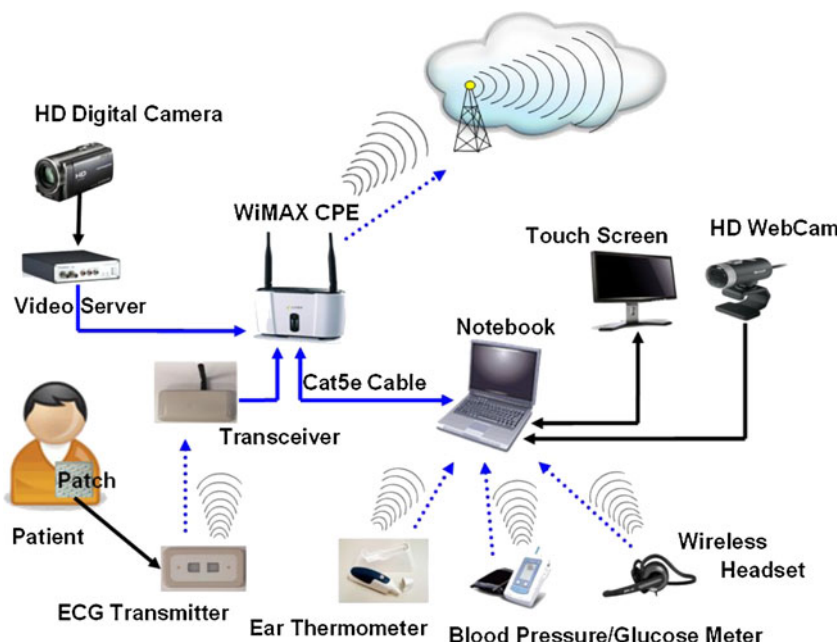 HD Digital Camera
WiMAX CPE
Touch Screen
HD WebCam
Video Server
Notebook
Cat5e Cable
Transceiver
Patch
Patient
Wireless
Headset
ECG Transmitter
Ear Thermometer
Blood Pressure/Glucose Meter
HD